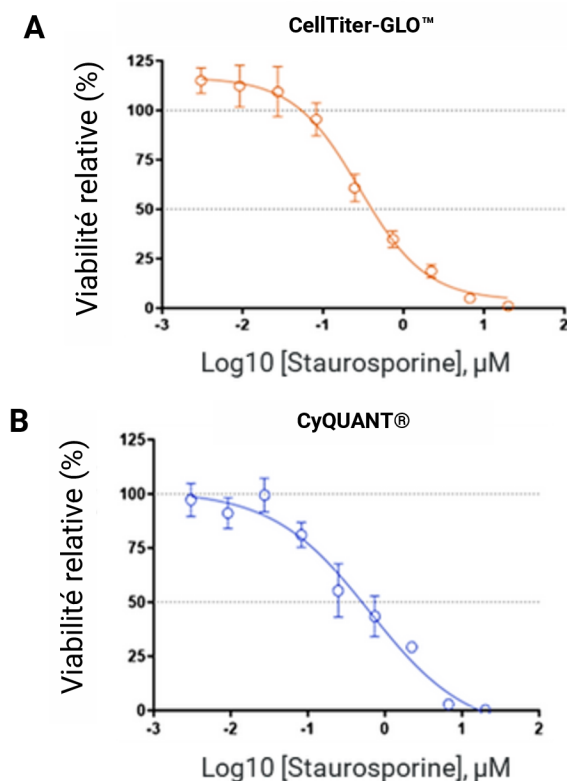 A
CellTiter-GLO™
Viabilité relative (%)
125
100
75
50
25
0
-3 -2 -1 0 1 2
Log10 [Staurosporine], µM
B
CyQUANT®
Viabilité relative (%)
125
100
75
50
25
0
-3 -2 -1 0 1 2
Log10 [Staurosporine], µM